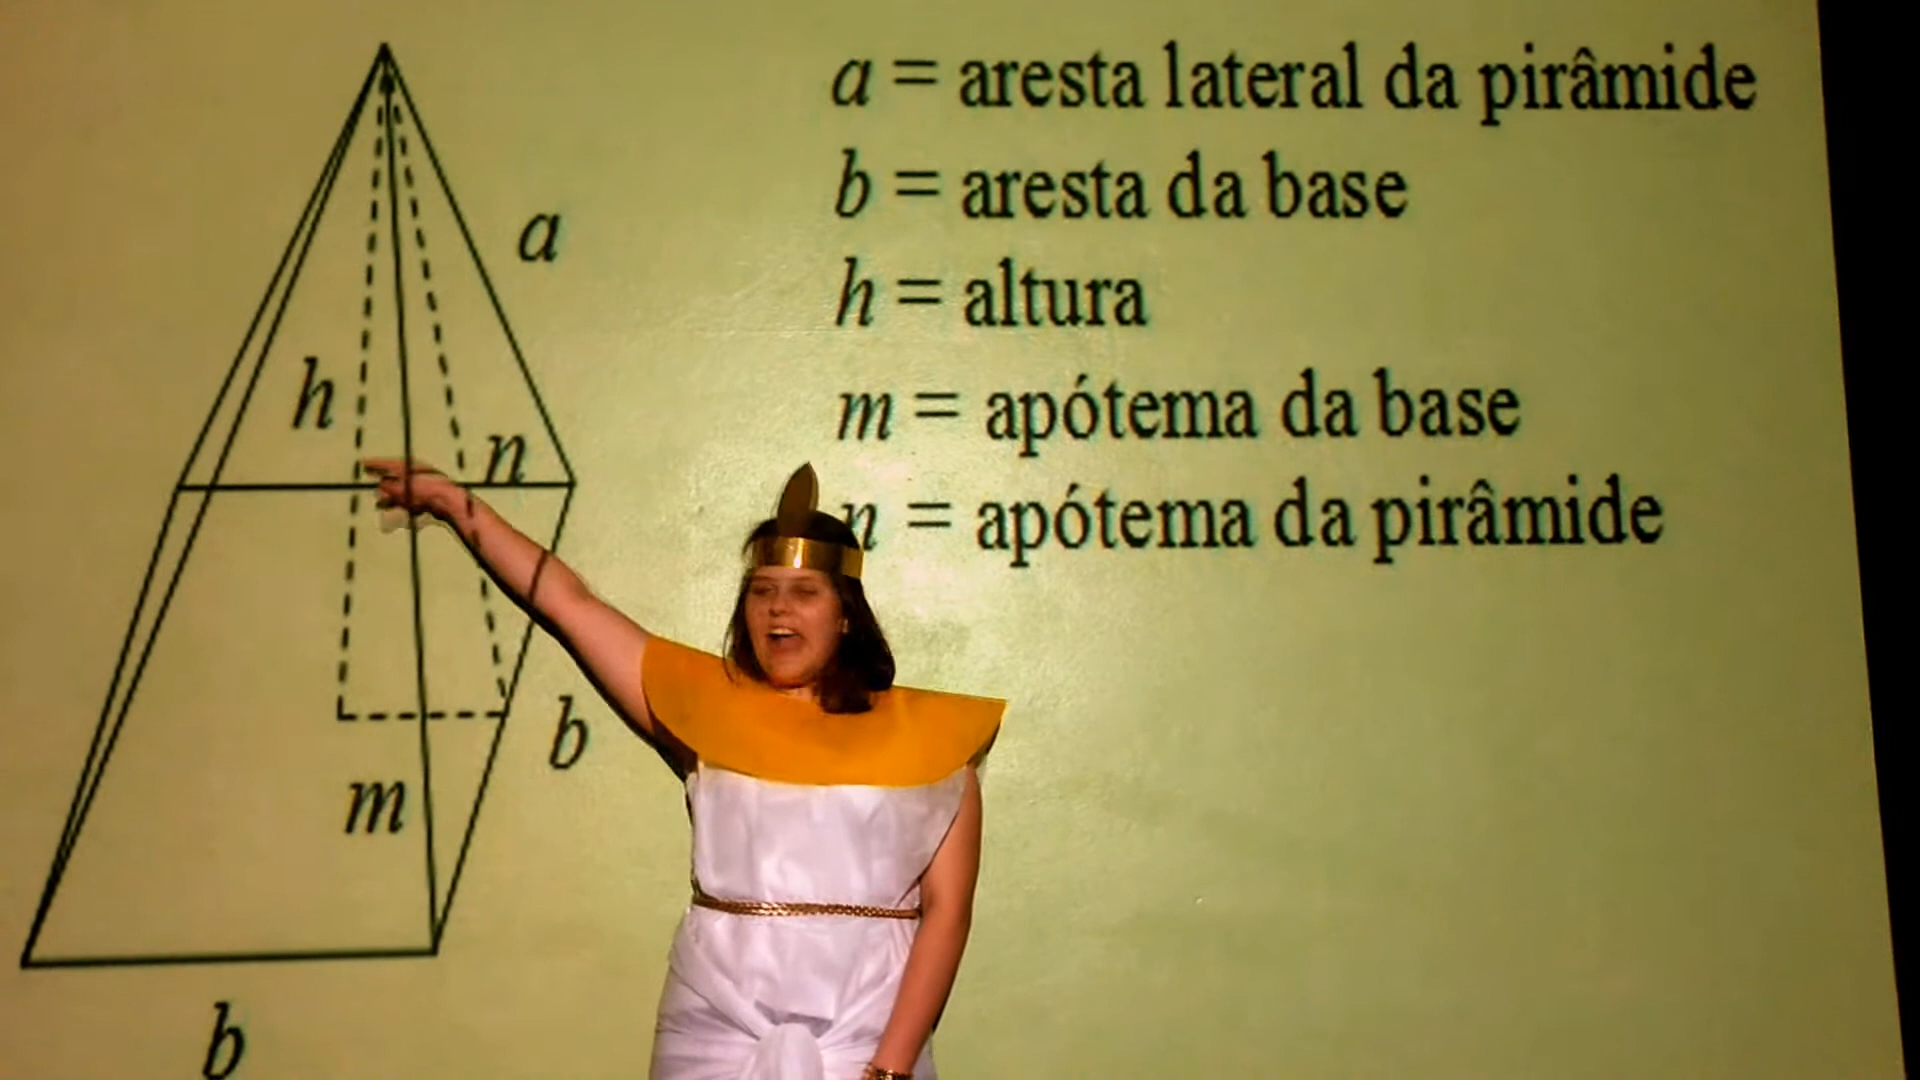 a = aresta lateral da pirâmide
b = aresta da base
h = altura
m = apótema da base
n = apótema da pirâmide
a
h
n
b
m
b